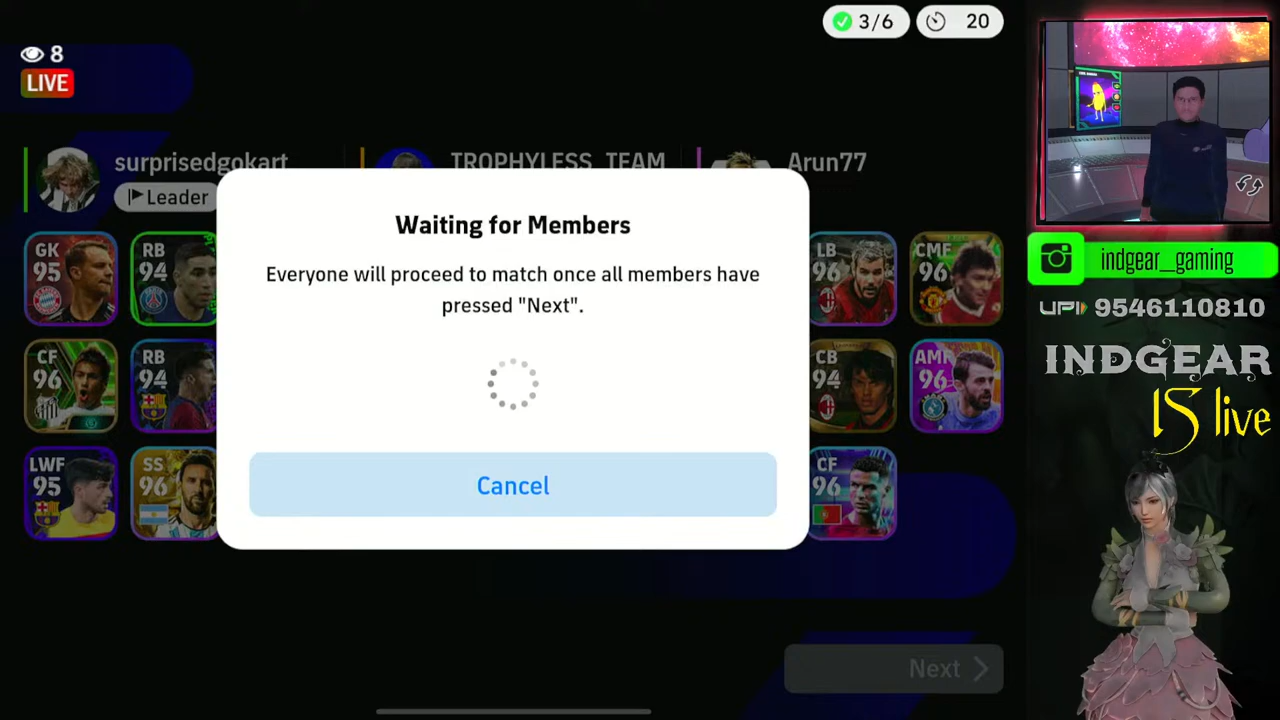 3/6
20
8
LIVE
surprisedgokart
Leader
TROPHYLESS_TEAM
Arun77
Waiting for Members
Everyone will proceed to match once all members have
pressed "Next".
Cancel
GK
95
RB
94
LB
96
CMF
96
CF
96
RB
94
CB
94
AMF
96
LWF
95
SS
96
CF
96
Next
indgear_gaming
UPI 9546110810
INDGEAR
IS live